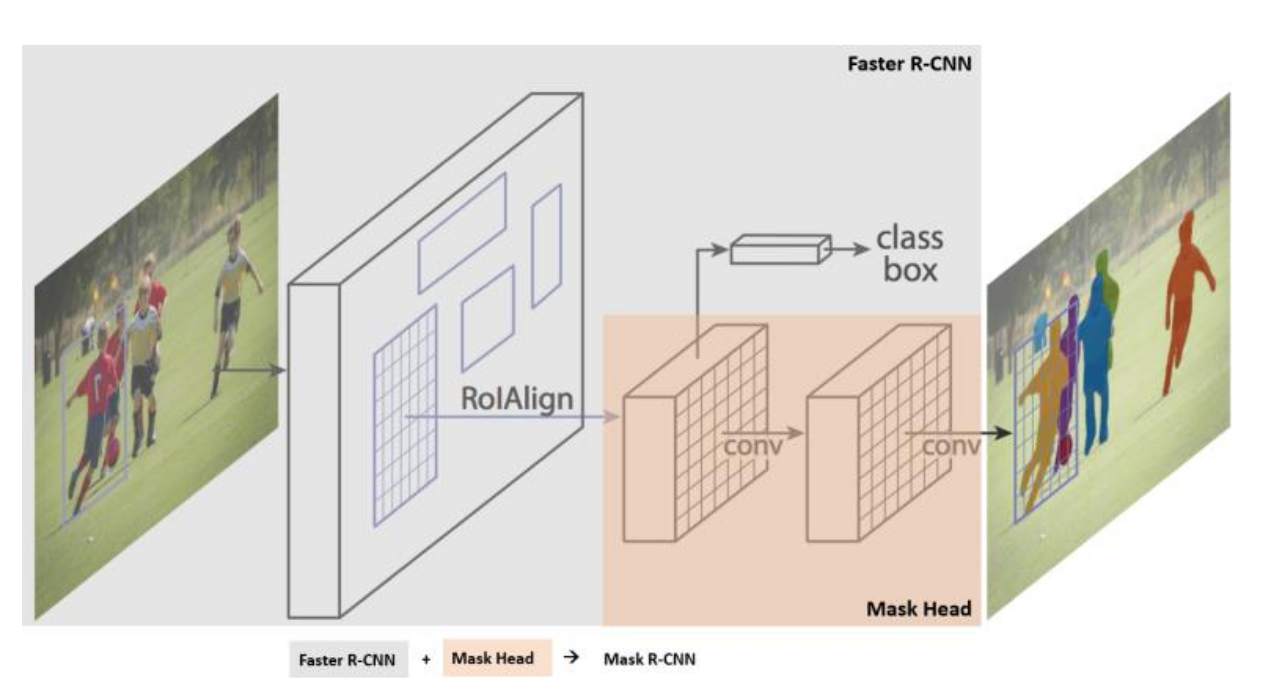 Faster R-CNN
class
box
RoIAlign
conv
conv
Mask Head
Faster R-CNN + Mask Head → Mask R-CNN